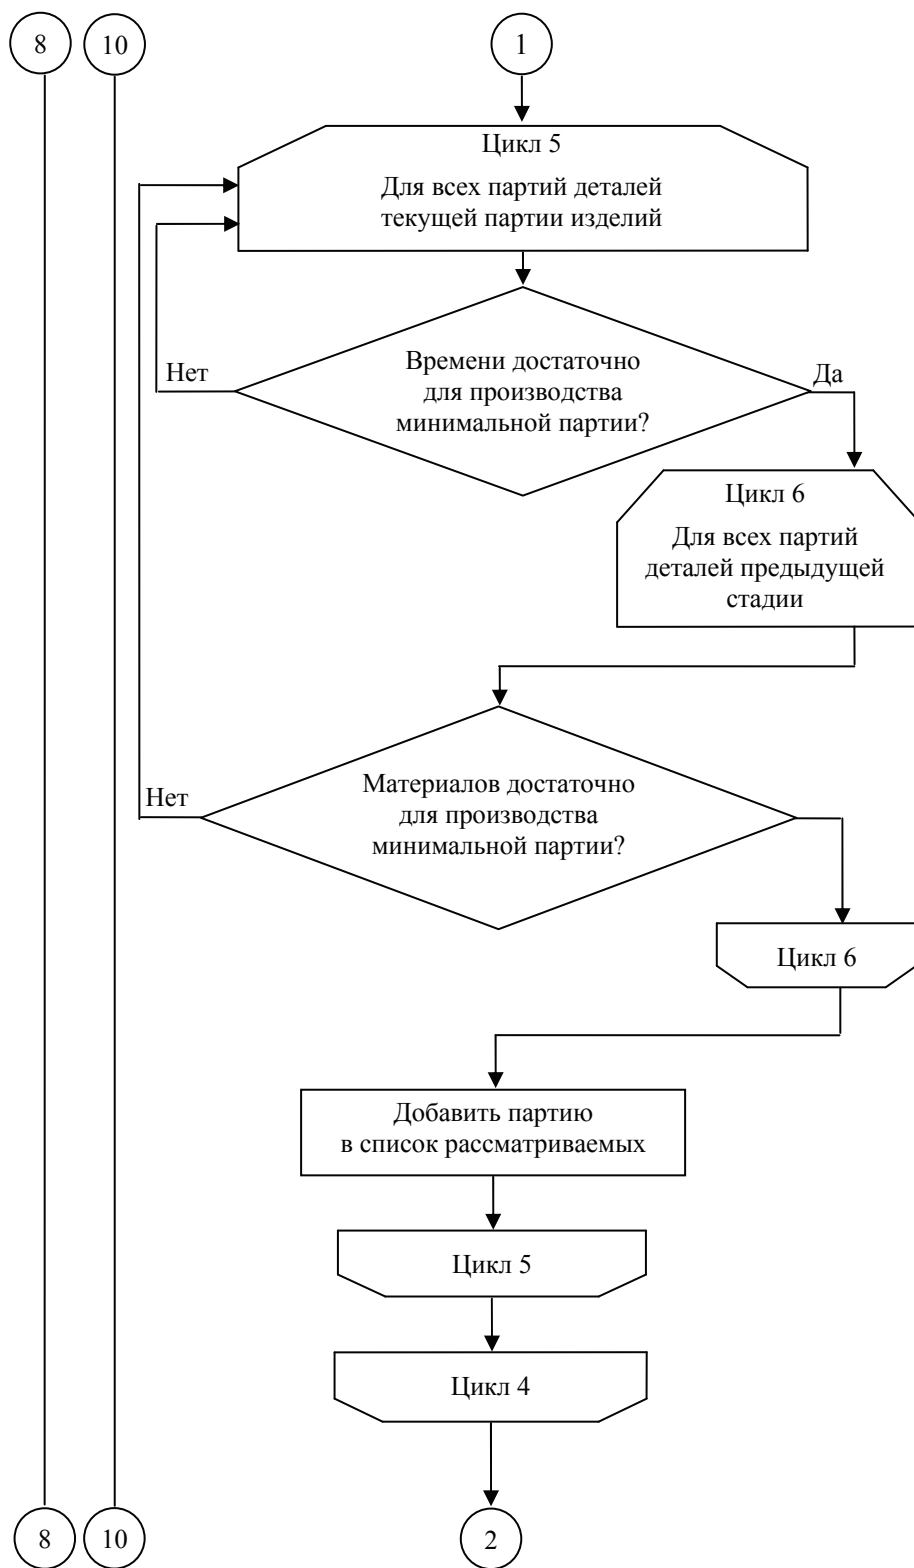 8
10
1
Цикл 5
Для всех партий деталей
текущей партии изделий
Времени достаточно
для производства
минимальной партии?
Нет
Да
Цикл 6
Для всех партий
деталей предыдущей
стадии
Материалов достаточно
для производства
минимальной партии?
Нет
Цикл 6
Добавить партию
в список рассматриваемых
Цикл 5
Цикл 4
8
10
2